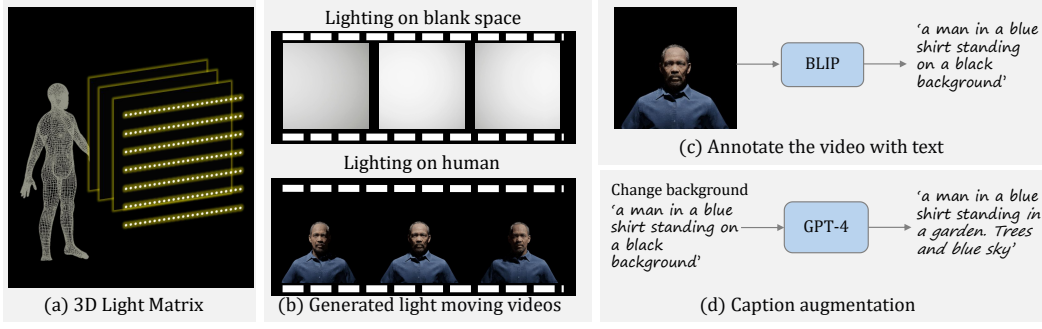 (a) 3D Light Matrix
Lighting on blank space
Lighting on human
(b) Generated light moving videos
BLIP
‘a man in a blue
shirt standing
on a black
background’
(c) Annotate the video with text
Change background
‘a man in a blue
shirt standing on
a black
background’
GPT-4
‘a man in a blue
shirt standing in
a garden. Trees
and blue sky’
(d) Caption augmentation